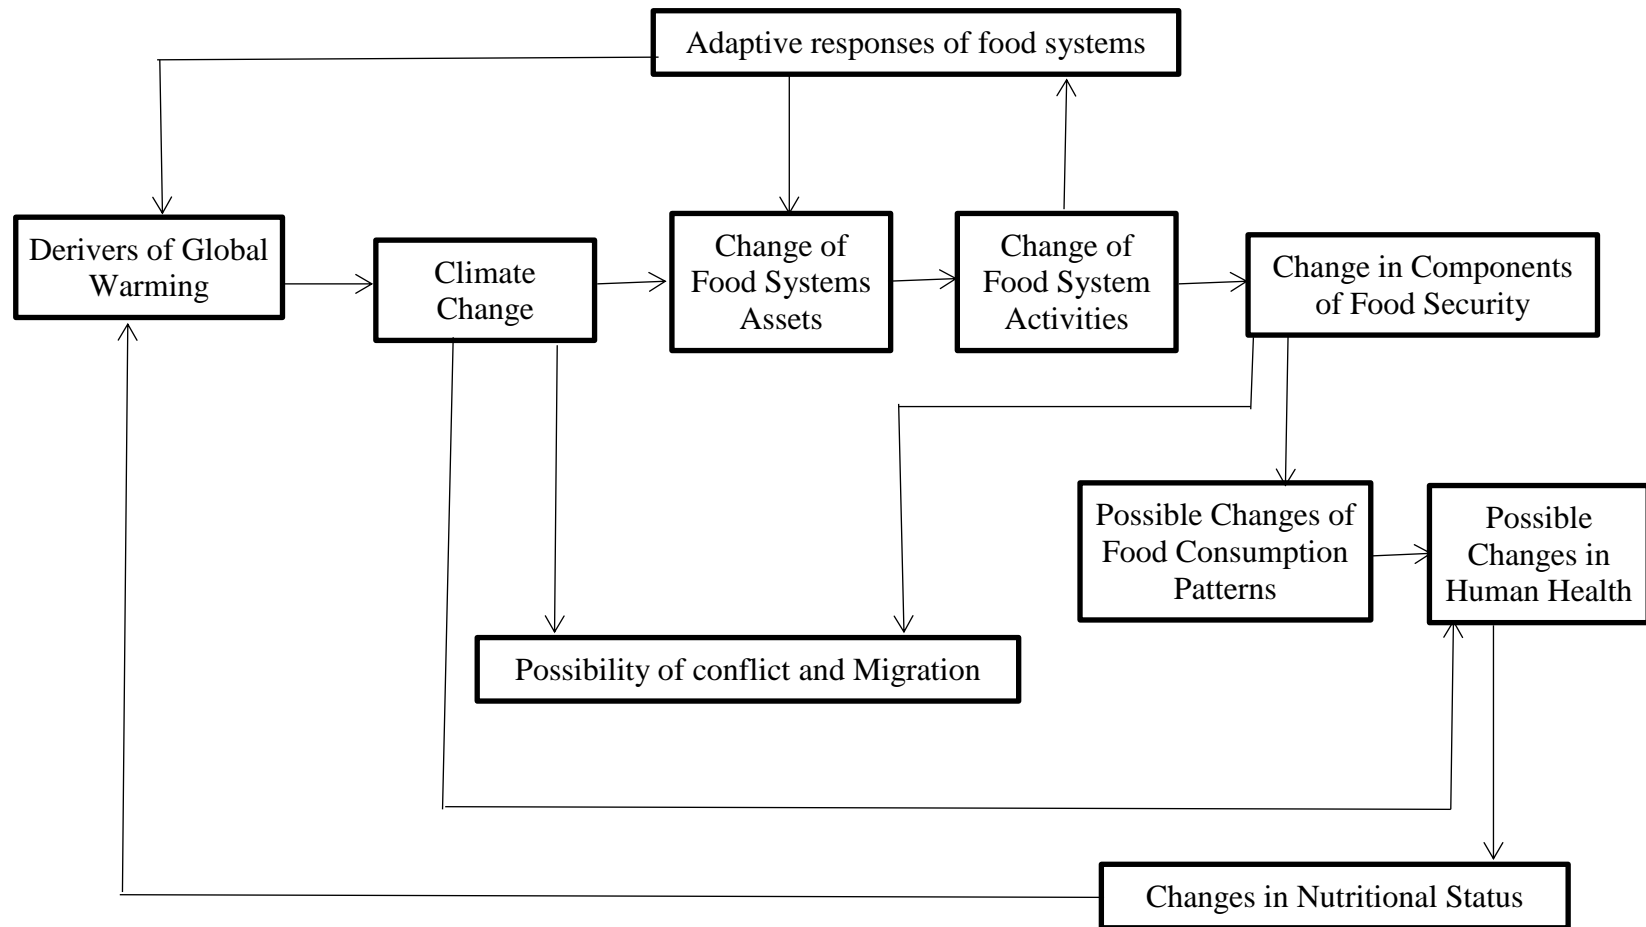 Adaptive responses of food systems
Derivers of Global
Warming
Climate
Change
Change of
Food Systems
Assets
Change of
Food System
Activities
Change in Components
of Food Security
Possible Changes of
Food Consumption
Patterns
Possible
Changes in
Human Health
Possibility of conflict and Migration
Changes in Nutritional Status